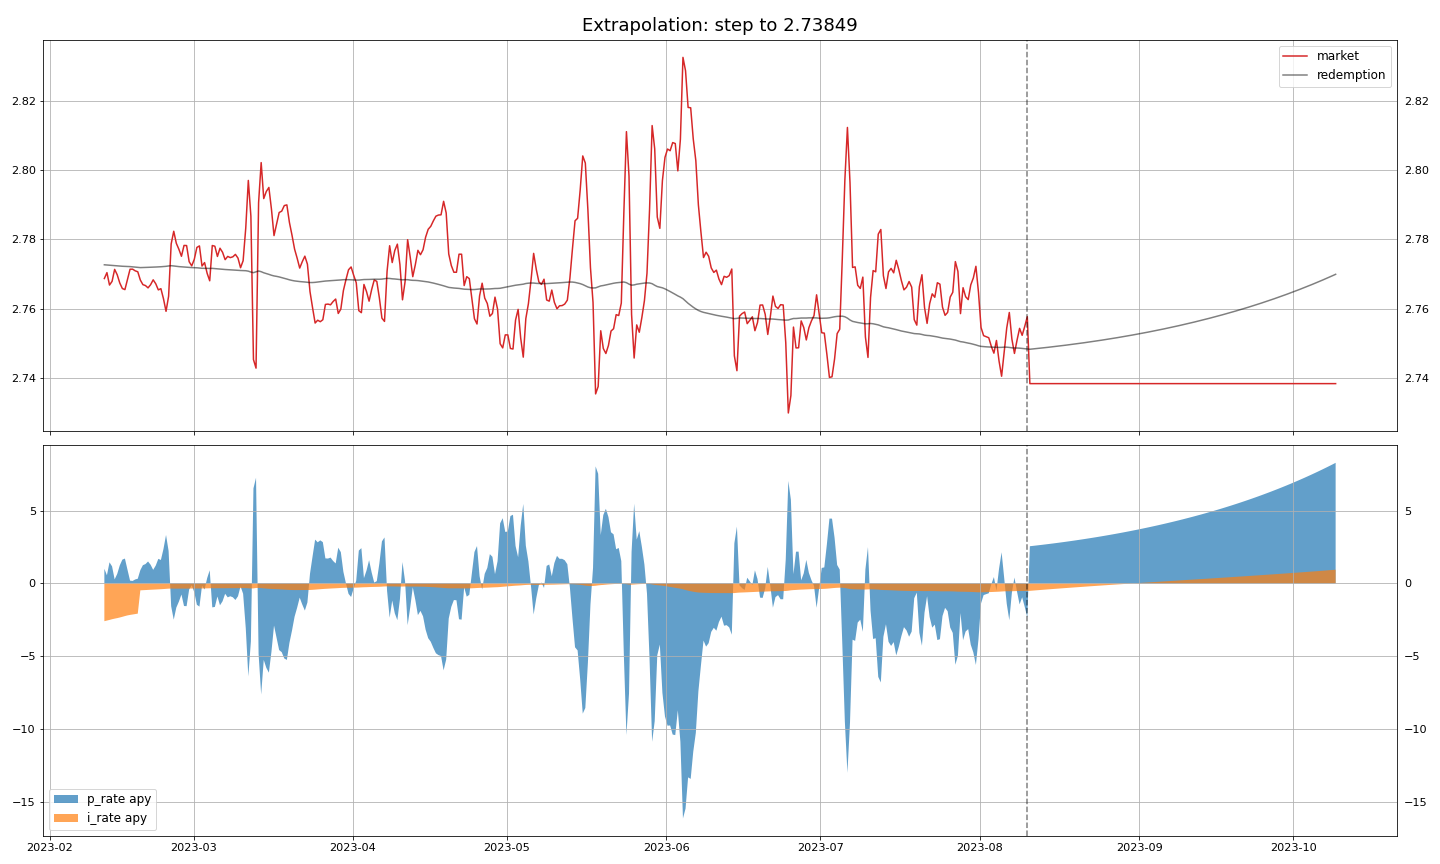 Extrapolation: step to 2.73849
market
redemption
2.82 2.82
2.80 2.80
2.78 2.78
2.76 2.76
2.74 2.74
5 5
0 0
−5 −5
−10 −10
−15 −15
p_rate apy
i_rate apy
2023-02 2023-03 2023-04 2023-05 2023-06 2023-07 2023-08 2023-09 2023-10